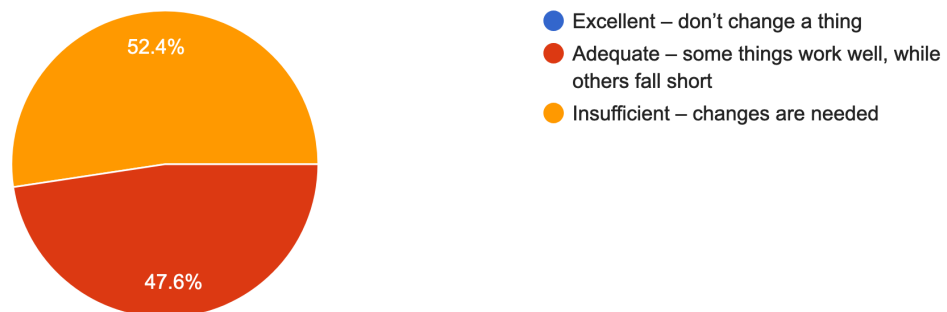 52.4%
47.6%
Excellent – don’t change a thing
Adequate – some things work well, while
others fall short
Insufficient – changes are needed